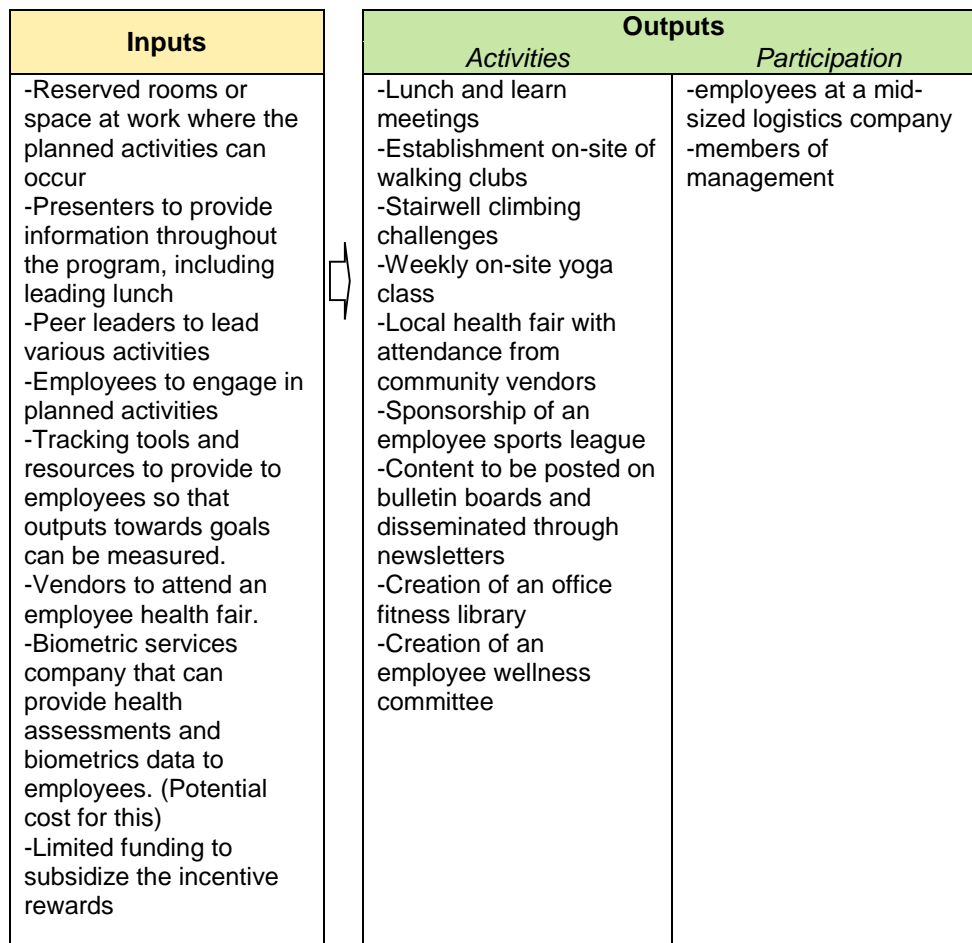 Inputs
-Reserved rooms or
space at work where the
planned activities can
occur
-Presenters to provide
information throughout
the program, including
leading lunch
-Peer leaders to lead
various activities
-Employees to engage in
planned activities
-Tracking tools and
resources to provide to
employees so that
outputs towards goals
can be measured.
-Vendors to attend an
employee health fair.
-Biometric services
company that can
provide health
assessments and
biometrics data to
employees. (Potential
cost for this)
-Limited funding to
subsidize the incentive
rewards
Outputs
Activities
-Lunch and learn
meetings
-Establishment on-site of
walking clubs
-Stairwell climbing
challenges
-Weekly on-site yoga
class
-Local health fair with
attendance from
community vendors
-Sponsorship of an
employee sports league
-Content to be posted on
bulletin boards and
disseminated through
newsletters
-Creation of an office
fitness library
-Creation of an
employee wellness
committee
Participation
-employees at a mid-
sized logistics company
-members of
management